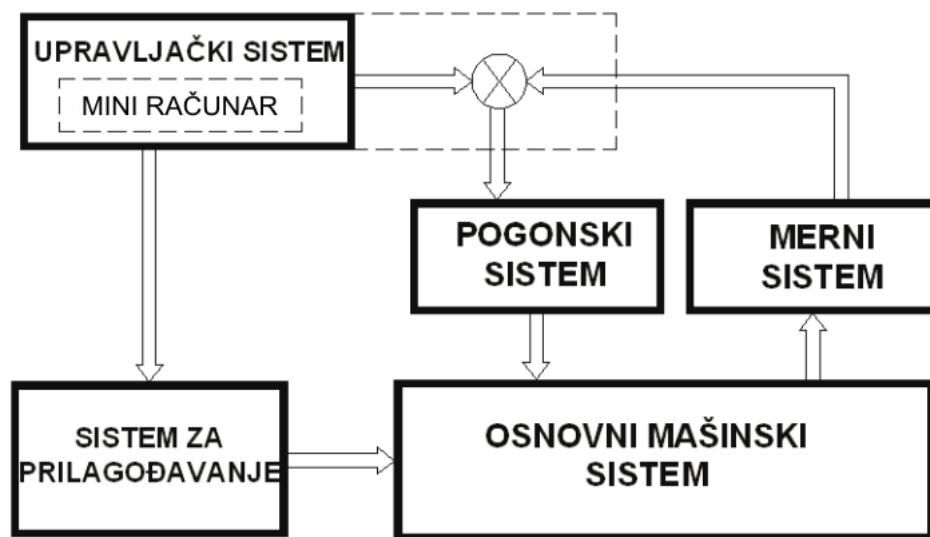 UPRAVLJAČKI SISTEM
MINI RAČUNAR
POGONSKI
SISTEM
MERNI
SISTEM
SISTEM ZA
PRILAGOĐAVANJE
OSNOVNI MAŠINSKI
SISTEM